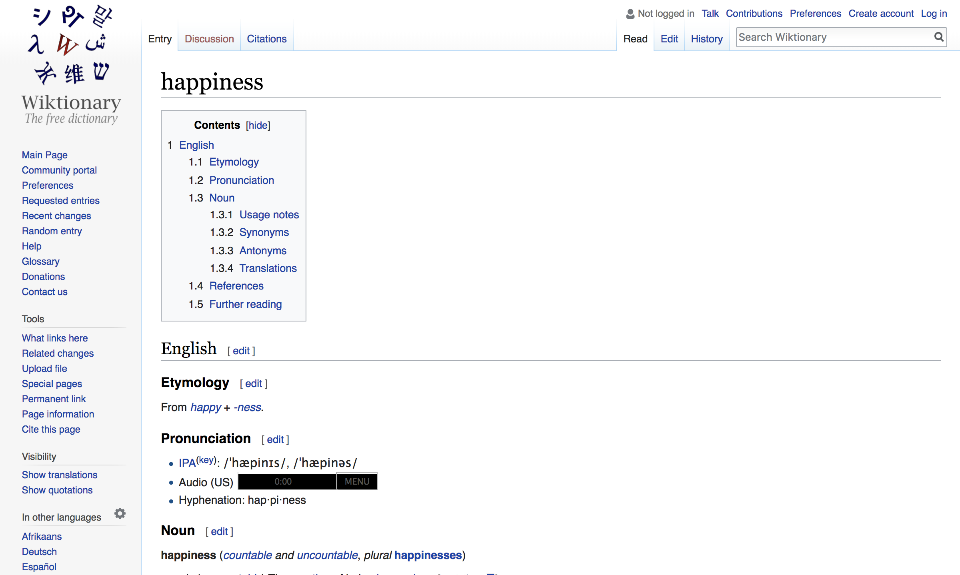 Not logged in Talk Contributions Preferences Create account Log in
Entry Discussion Citations Read Edit History Search Wiktionary
シ 말
λ W ش
维 ש
Wiktionary
The free dictionary
Main Page
Community portal
Preferences
Requested entries
Recent changes
Random entry
Help
Glossary
Donations
Contact us
Tools
What links here
Related changes
Upload file
Special pages
Permanent link
Page information
Cite this page
Visibility
Show translations
Show quotations
In other languages
Afrikaans
Deutsch
Español
happiness
Contents [hide]
1 English
1.1 Etymology
1.2 Pronunciation
1.3 Noun
1.3.1 Usage notes
1.3.2 Synonyms
1.3.3 Antonyms
1.3.4 Translations
1.4 References
1.5 Further reading
English [ edit ]
Etymology [ edit ]
From happy + -ness.
Pronunciation [ edit ]
• IPA(key): /ˈhæpinɪs/, /ˈhæpinəs/
• Audio (US) 0:00 MENU
• Hyphenation: hap·pi·ness
Noun [ edit ]
happiness (countable and uncountable, plural happinesses)